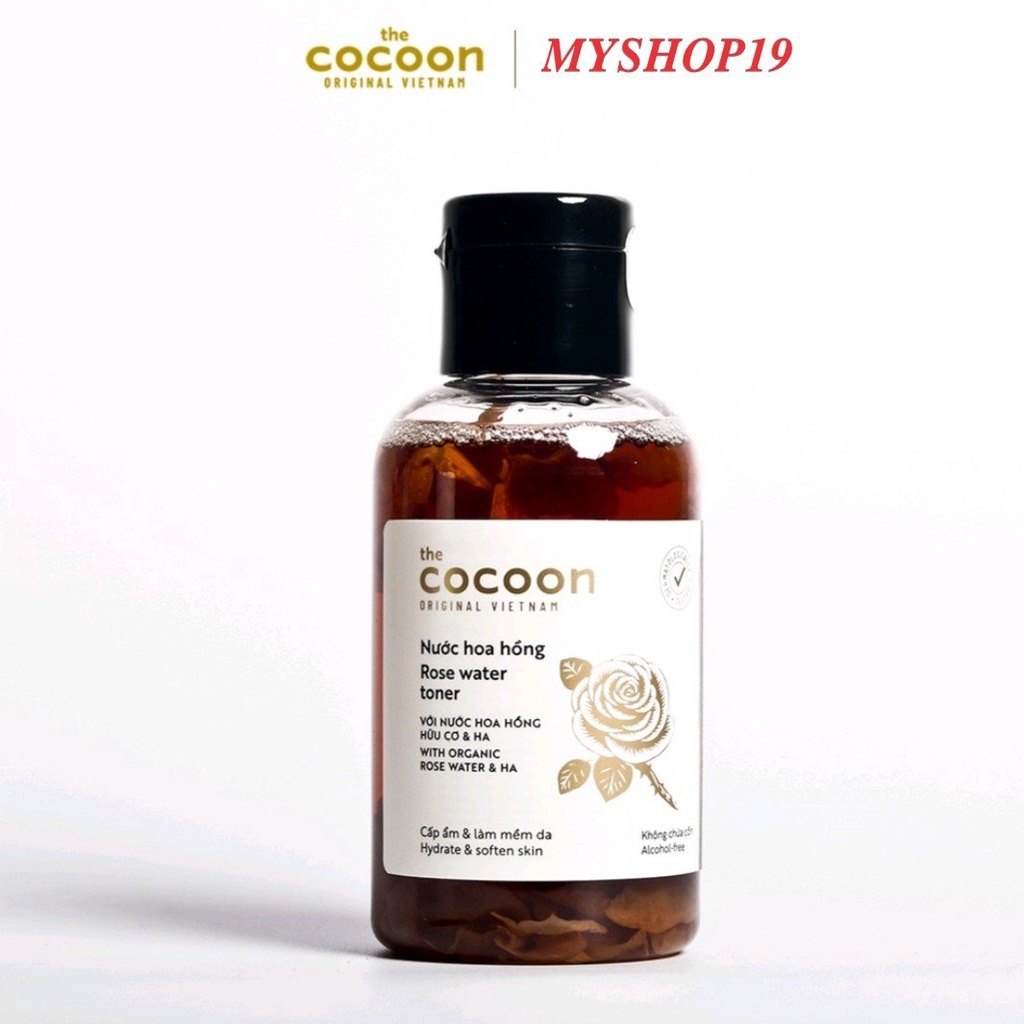 the
cocoon
ORIGINAL VIETNAM
MYSHOP19
the
cocoon
ORIGINAL VIETNAM
Nước hoa hồng
Rose water
toner
VỚI NƯỚC HOA HỒNG
HỮU CƠ & HA
WITH ORGANIC
ROSE WATER & HA
Cấp ẩm & làm mềm da
Hydrate & soften skin
Không chứa cồn
Alcohol-free